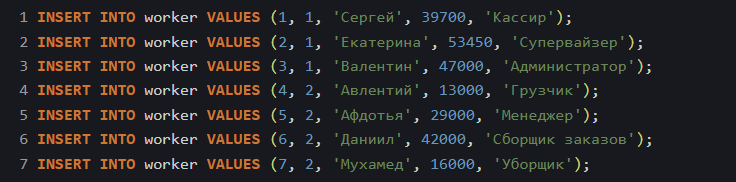 1 INSERT INTO worker VALUES (1, 1, 'Сергей', 39700, 'Кассир');
2 INSERT INTO worker VALUES (2, 1, 'Екатерина', 53450, 'Супервайзер');
3 INSERT INTO worker VALUES (3, 1, 'Валентин', 47000, 'Администратор');
4 INSERT INTO worker VALUES (4, 2, 'Авлентий', 13000, 'Грузчик');
5 INSERT INTO worker VALUES (5, 2, 'Афдотья', 29000, 'Менеджер');
6 INSERT INTO worker VALUES (6, 2, 'Даниил', 42000, 'Сборщик заказов');
7 INSERT INTO worker VALUES (7, 2, 'Мухамед', 16000, 'Уборщик');